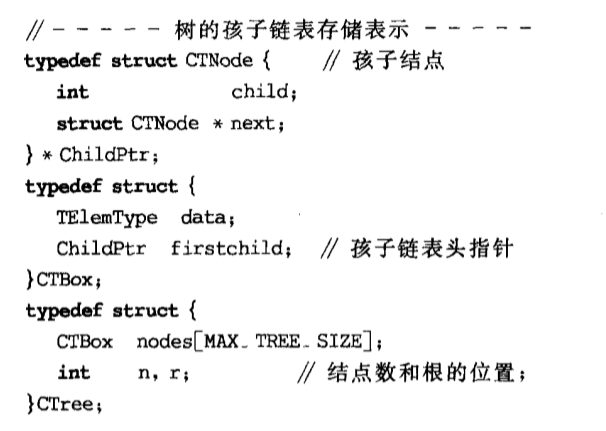 // - - - - - 树的孩子链表存储表示 - - - - -
typedef struct CTNode { // 孩子结点
int child;
struct CTNode * next;
} * ChildPtr;
typedef struct {
TElemType data;
ChildPtr firstchild; // 孩子链表头指针
}CTBox;
typedef struct {
CTBox nodes[MAX_TREE_SIZE];
int n, r; // 结点数和根的位置;
}CTree;